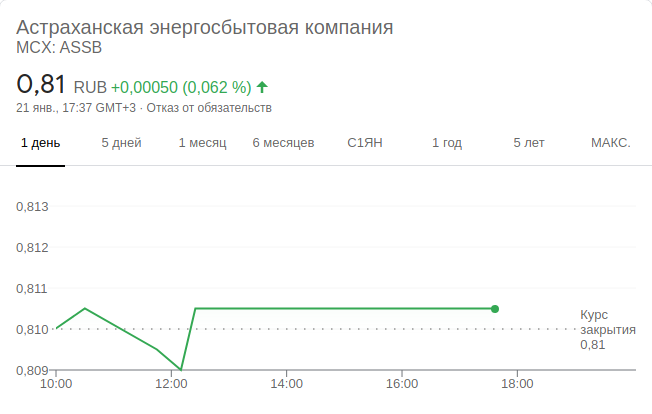 Астраханская энергосбытовая компания
MCX: ASSB
0,81 RUB +0,00050 (0,062 %)
21 янв., 17:37 GMT+3 · Отказ от обязательств
1 день 5 дней 1 месяц 6 месяцев С1ЯН 1 год 5 лет МАКС.
0,813
0,812
0,811
0,810
0,809
Курс
закрытия
0,81
10:00 12:00 14:00 16:00 18:00